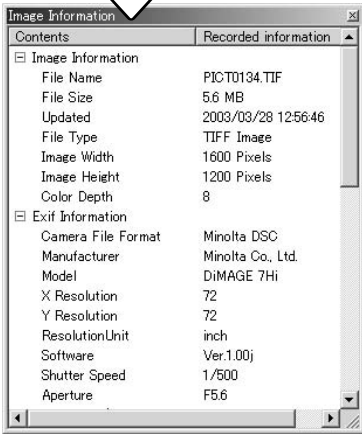 Image Information
Contents Recorded information
Image Information
File Name PICT0134.TIF
File Size 5.6 MB
Updated 2003/03/28 12:56:46
File Type TIFF Image
Image Width 1600 Pixels
Image Height 1200 Pixels
Color Depth 8
Exif Information
Camera File Format Minolta DSC
Manufacturer Minolta Co., Ltd.
Model DiMAGE 7Hi
X Resolution 72
Y Resolution 72
ResolutionUnit inch
Software Ver.1.00j
Shutter Speed 1/500
Aperture F5.6